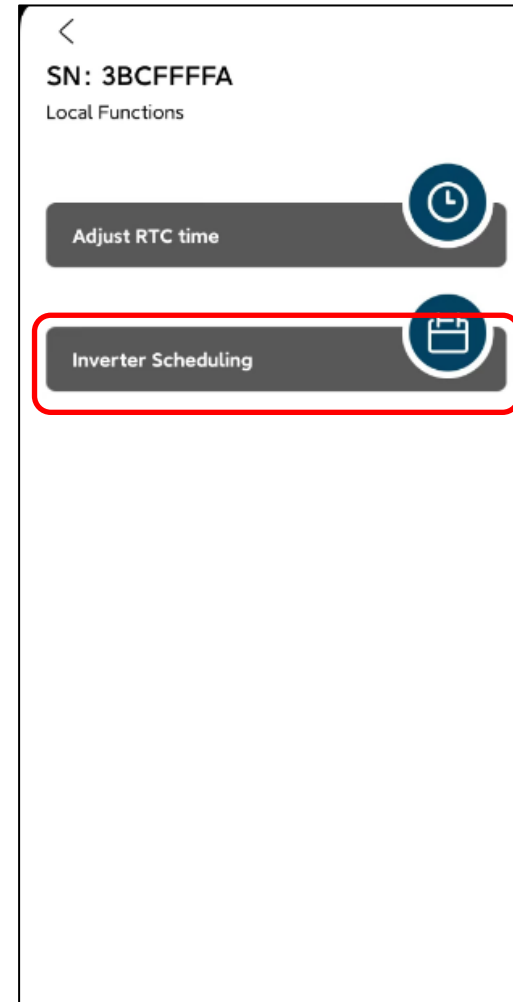 SN: 3BCFFFFA
Local Functions
Adjust RTC time
Inverter Scheduling